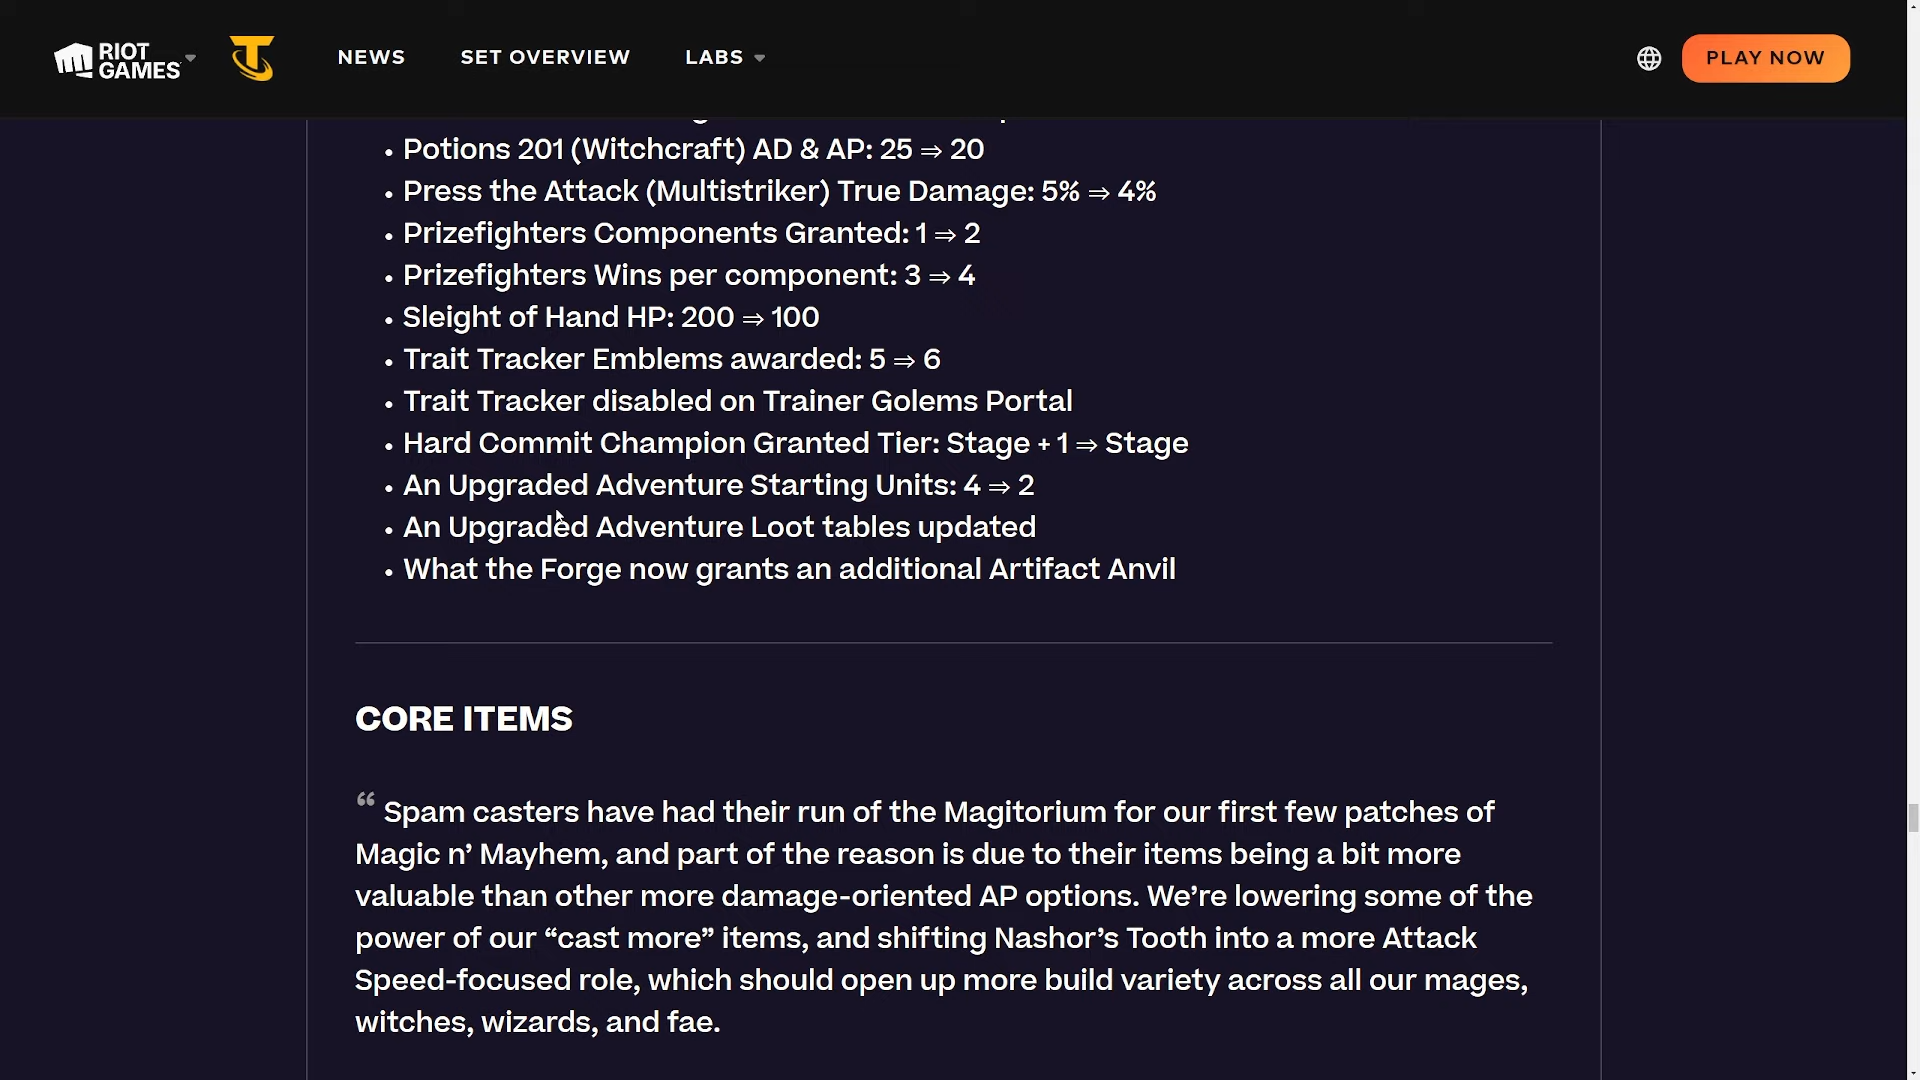 RIOT
GAMES
NEWS
SET OVERVIEW
LABS
PLAY NOW
• Potions 201 (Witchcraft) AD & AP: 25 ⇒ 20
• Press the Attack (Multistriker) True Damage: 5% ⇒ 4%
• Prizefighters Components Granted: 1 ⇒ 2
• Prizefighters Wins per component: 3 ⇒ 4
• Sleight of Hand HP: 200 ⇒ 100
• Trait Tracker Emblems awarded: 5 ⇒ 6
• Trait Tracker disabled on Trainer Golems Portal
• Hard Commit Champion Granted Tier: Stage + 1 ⇒ Stage
• An Upgraded Adventure Starting Units: 4 ⇒ 2
• An Upgraded Adventure Loot tables updated
• What the Forge now grants an additional Artifact Anvil
CORE ITEMS
“ Spam casters have had their run of the Magitorium for our first few patches of
Magic n’ Mayhem, and part of the reason is due to their items being a bit more
valuable than other more damage-oriented AP options. We’re lowering some of the
power of our “cast more” items, and shifting Nashor’s Tooth into a more Attack
Speed-focused role, which should open up more build variety across all our mages,
witches, wizards, and fae.